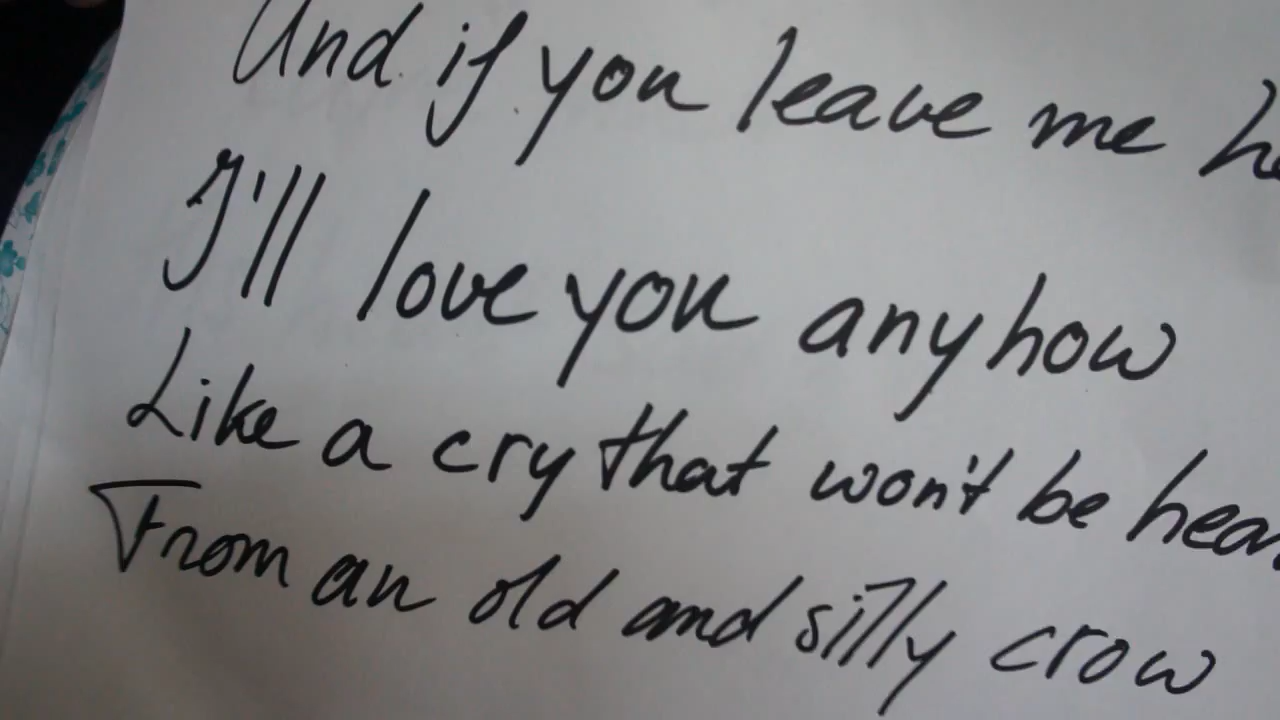 And if you leave me
I'll love you anyhow
Like a cry that won't be
From an old and silly crow